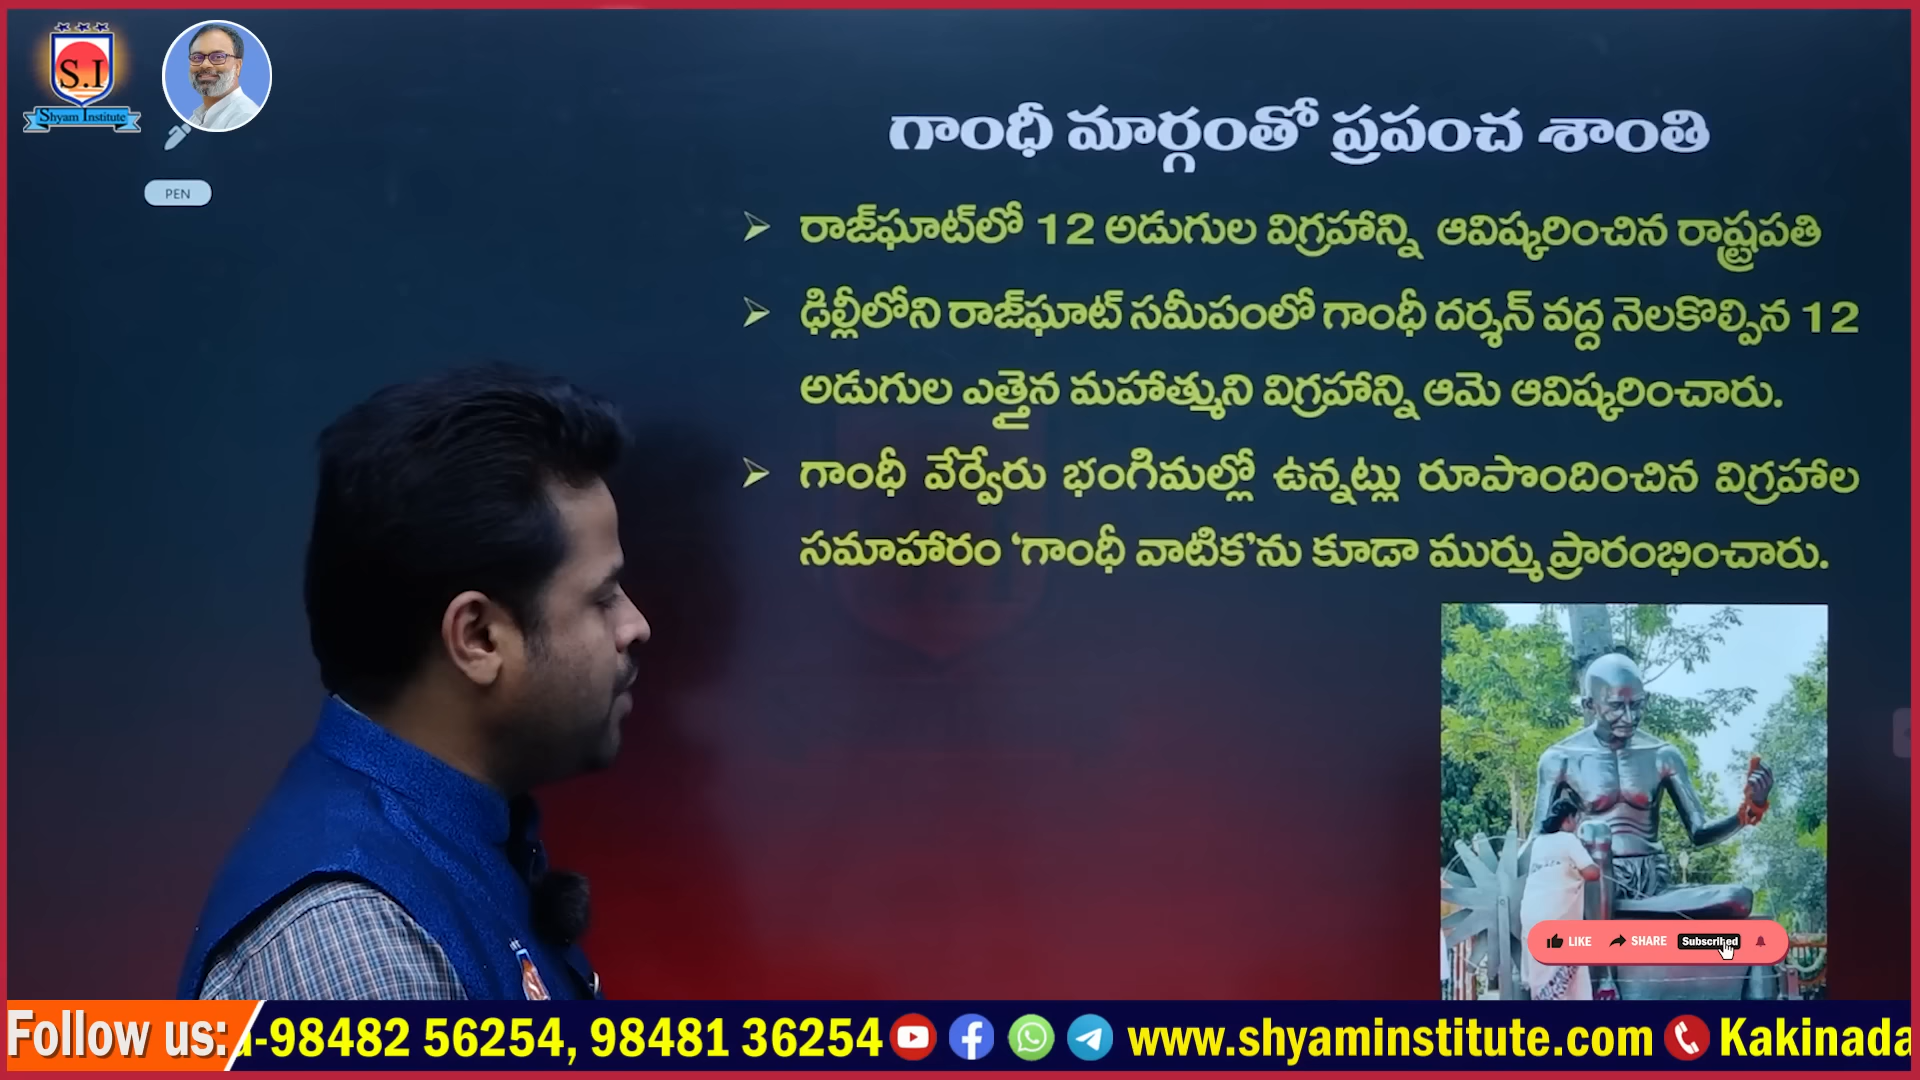 S.I
Shyam Institute
PEN
గాంధీ మార్గంతో ప్రపంచ శాంతి
రాజ్‌ఘాట్‌లో 12 అడుగుల విగ్రహాన్ని ఆవిష్కరించిన రాష్ట్రపతి
ఢిల్లీలోని రాజ్‌ఘాట్ సమీపంలో గాంధీ దర్శన్ వద్ద నెలకొల్పిన 12
అడుగుల ఎత్తైన మహాత్ముని విగ్రహాన్ని ఆమె ఆవిష్కరించారు.
గాంధీ వేర్వేరు భంగిమల్లో ఉన్నట్లు రూపొందించిన విగ్రహాల
సమాహారం ‘గాంధీ వాటిక’ను కూడా ముర్ము ప్రారంభించారు.
LIKE SHARE Subscribed
Follow us: -98482 56254, 98481 36254 www.shyaminstitute.com Kakinada